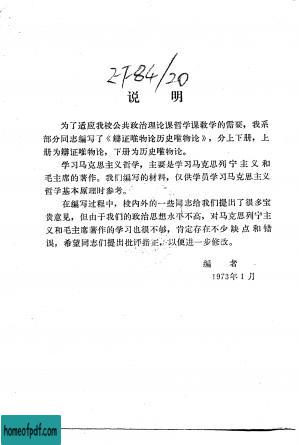 2T84/20
说 明
为了适应我校公共政治理论课哲学课教学的需要，我系
部分同志编写了《辩证唯物论历史唯物论》，分上下册，上
册为辩证唯物论，下册为历史唯物论。
学习马克思主义哲学，主要是学习马克思列宁主义和
毛主席的著作。我们编写的材料，仅供学员学习马克思主义
哲学基本原理时参考。
在编写过程中，校内外的一些同志给我们提出了很多宝
贵意见，但由于我们的政治思想水平不高，对马克思列宁主
义和毛主席著作的学习也很不够，肯定存在不少缺点和错
误，希望同志们提出批评指正，以便进一步修改。
编 者
1973年1月
homeofpdf.com